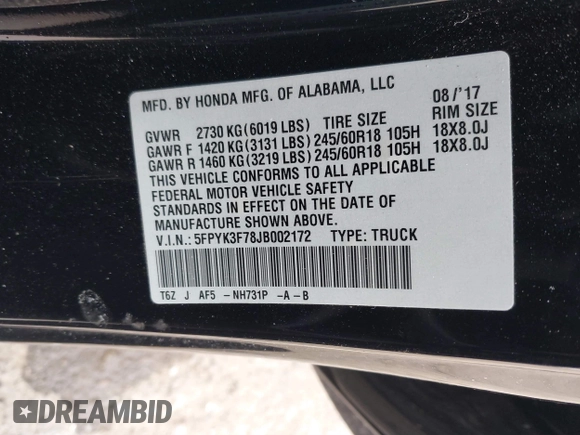 MFD. BY HONDA MFG. OF ALABAMA, LLC
08/'17
GVWR 2730 KG(6019 LBS) TIRE SIZE RIM SIZE
GAWR F 1420 KG(3131 LBS)245/60R18 105H 18X8.0J
GAWR R 1460 KG(3219 LBS)245/60R18 105H 18X8.0J
THIS VEHICLE CONFORMS TO ALL APPLICABLE
FEDERAL MOTOR VEHICLE SAFETY
STANDARDS IN EFFECT ON THE DATE OF
MANUFACTURE SHOWN ABOVE.
V.I.N.: 5FPYK3F78JB002172 TYPE: TRUCK
T6Z J AF5 -NH731P -A-B
DREAMBID